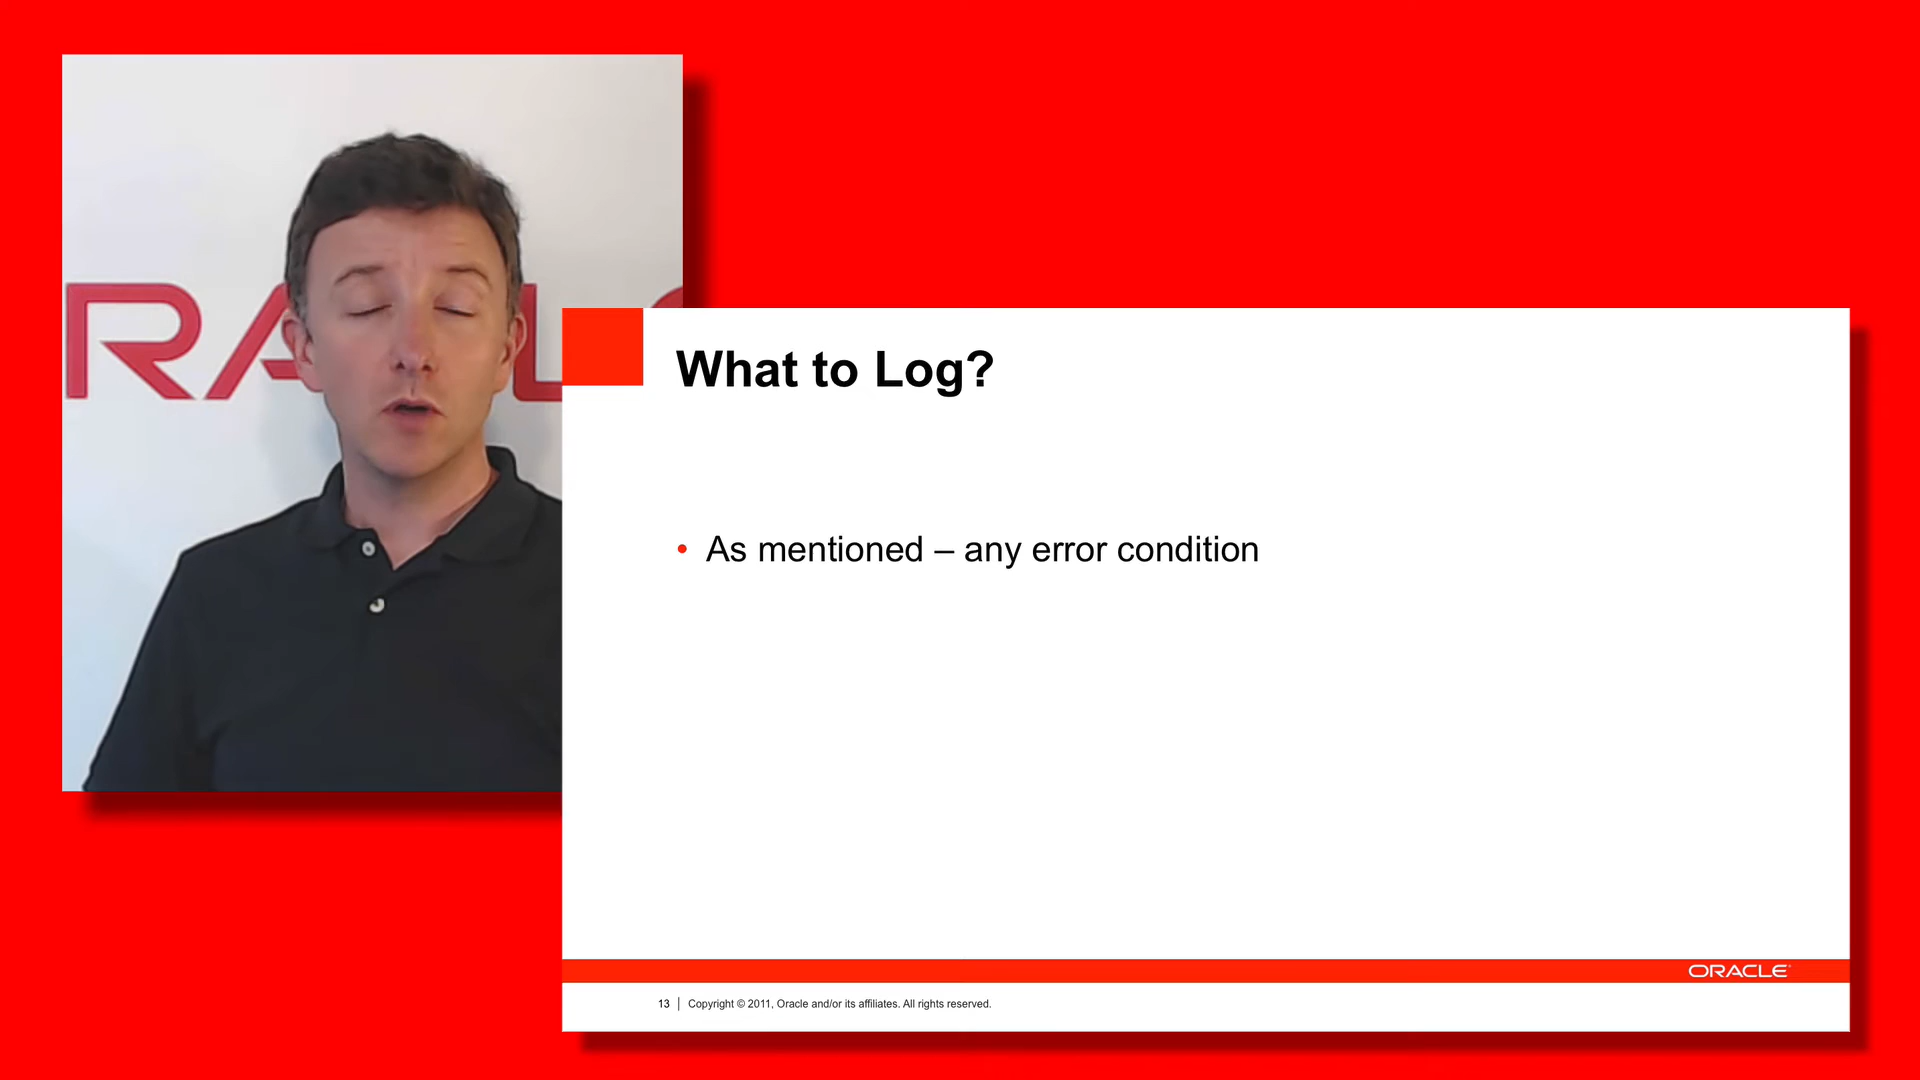 RACL
What to Log?
• As mentioned – any error condition
ORACLE
13 | Copyright © 2011, Oracle and/or its affiliates. All rights reserved.